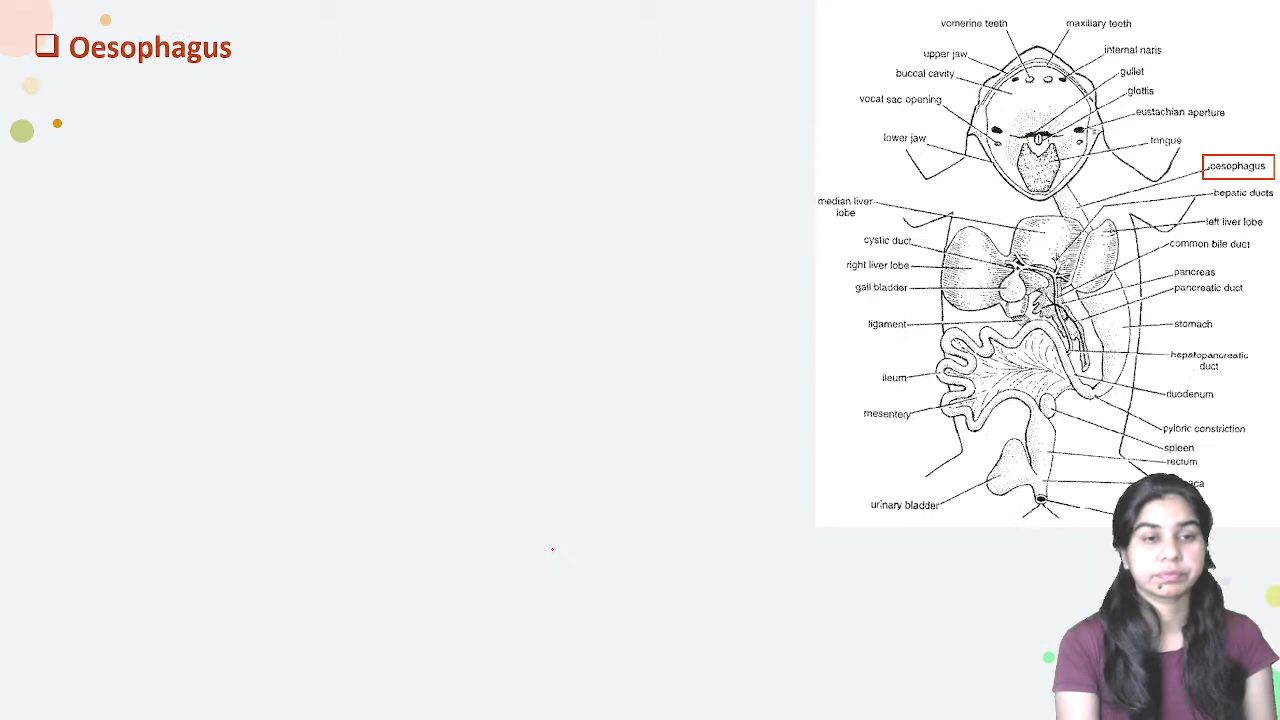 Oesophagus
vomerine teeth
maxillary teeth
upper jaw
internal naris
buccal cavity
gullet
vocal sac opening
glottis
eustachian aperture
lower jaw
tongue
oesophagus
median liver
lobe
hepatic ducts
left liver lobe
cystic duct
common bile duct
right liver lobe
pancreas
gall bladder
pancreatic duct
ligament
stomach
hepatopancreatic
duct
ileum
duodenum
mesentery
pyloric constriction
spleen
rectum
urinary bladder